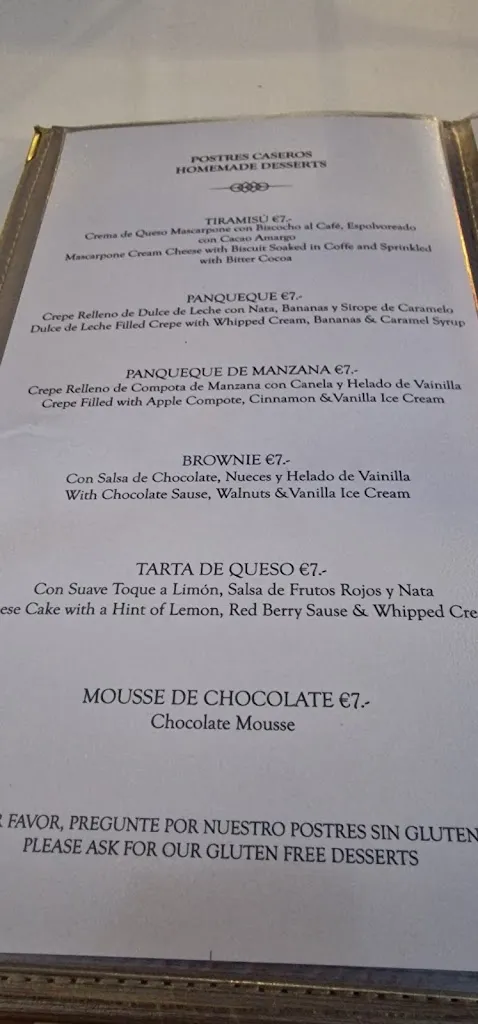 POSTRES CASEROS
HOMEMADE DESSERTS
TIRAMISÚ €7.-
Crema de Queso Mascarpone con Biscocho al Café, Espolvoreado
con Cacao Amargo
Mascarpone Cream Cheese with Biscuit Soaked in Coffe and Sprinkled
with Bitter Cocoa
PANQUEQUE €7.-
Crepe Relleno de Dulce de Leche con Nata, Bananas y Sirope de Caramelo
Dulce de Leche Filled Crepe with Whipped Cream, Bananas & Caramel Syrup
PANQUEQUE DE MANZANA €7.-
Crepe Relleno de Compota de Manzana con Canela y Helado de Vainilla
Crepe Filled with Apple Compote, Cinnamon &Vanilla Ice Cream
BROWNIE €7.-
Con Salsa de Chocolate, Nueces y Helado de Vainilla
With Chocolate Sause, Walnuts &Vanilla Ice Cream
TARTA DE QUESO €7.-
Con Suave Toque a Limón, Salsa de Frutos Rojos y Nata
ese Cake with a Hint of Lemon, Red Berry Sause & Whipped Cre
MOUSSE DE CHOCOLATE €7.-
Chocolate Mousse
R FAVOR, PREGUNTE POR NUESTRO POSTRES SIN GLUTEN
PLEASE ASK FOR OUR GLUTEN FREE DESSERTS